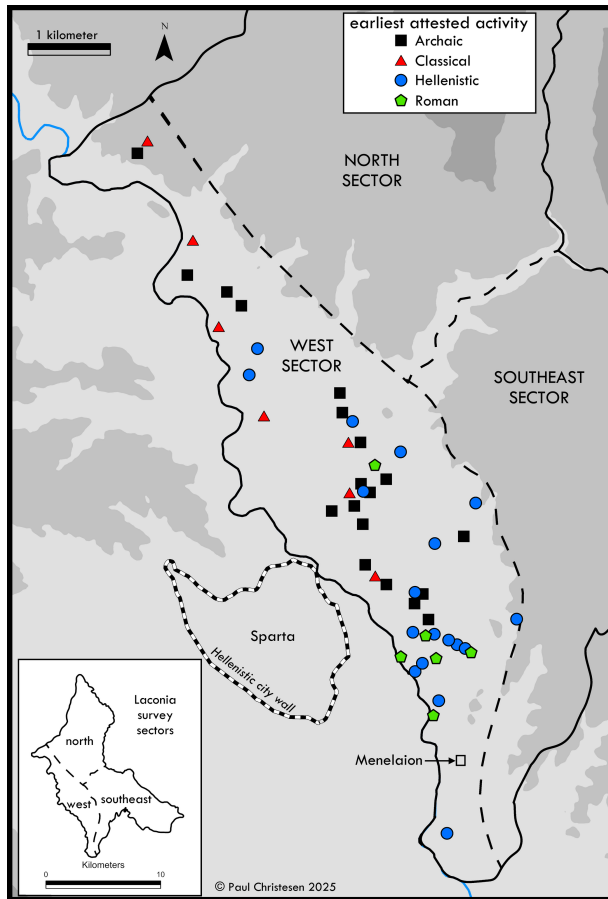 1 kilometer
N
earliest attested activity
Archaic
Classical
Hellenistic
Roman
NORTH
SECTOR
WEST
SECTOR
SOUTHEAST
SECTOR
Sparta
Hellenistic city wall
Menelaion
Laconia
survey
sectors
north
west
southeast
Kilometers
0
10
© Paul Christesen 2025